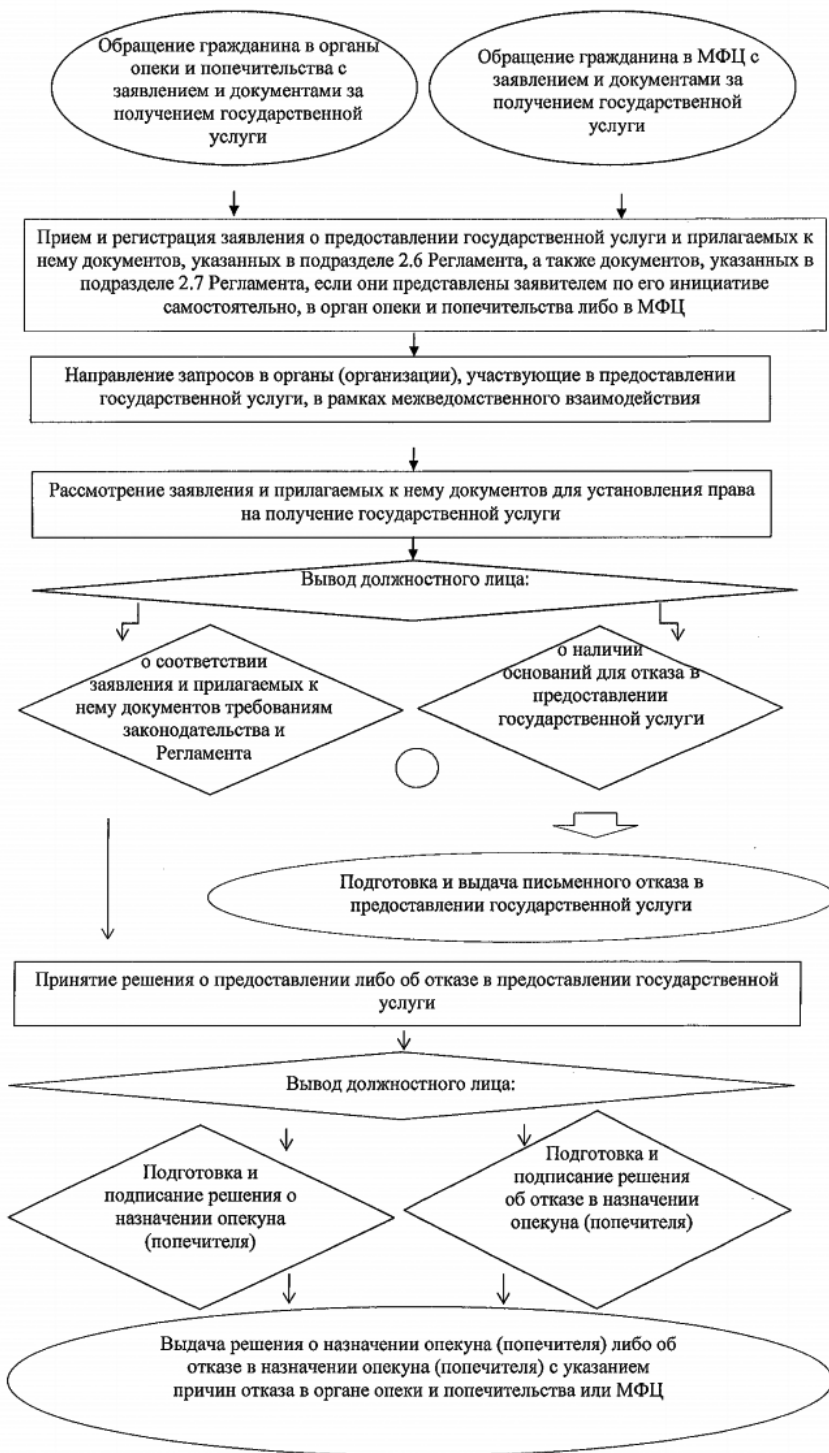 Обращение гражданина в органы
опеки и попечительства с
заявлением и документами за
получением государственной
услуги
Обращение гражданина в МФЦ с
заявлением и документами за
получением государственной
услуги
Прием и регистрация заявления о предоставлении государственной услуги и прилагаемых к
нему документов, указанных в подразделе 2.6 Регламента, а также документов, указанных в
подразделе 2.7 Регламента, если они представлены заявителем по его инициативе
самостоятельно, в орган опеки и попечительства либо в МФЦ
Направление запросов в органы (организации), участвующие в предоставлении
государственной услуги, в рамках межведомственного взаимодействия
Рассмотрение заявления и прилагаемых к нему документов для установления права
на получение государственной услуги
Вывод должностного лица:
о соответствии
заявления и прилагаемых к
нему документов требованиям
законодательства и
Регламента
о наличии
оснований для отказа в
предоставлении
государственной услуги
Подготовка и выдача письменного отказа в
предоставлении государственной услуги
Принятие решения о предоставлении либо об отказе в предоставлении государственной
услуги
Вывод должностного лица:
Подготовка и
подписание решения о
назначении опекуна
(попечителя)
Подготовка и
подписание решения
об отказе в назначении
опекуна (попечителя)
Выдача решения о назначении опекуна (попечителя) либо об
отказе в назначении опекуна (попечителя) с указанием
причин отказа в органе опеки и попечительства или МФЦ